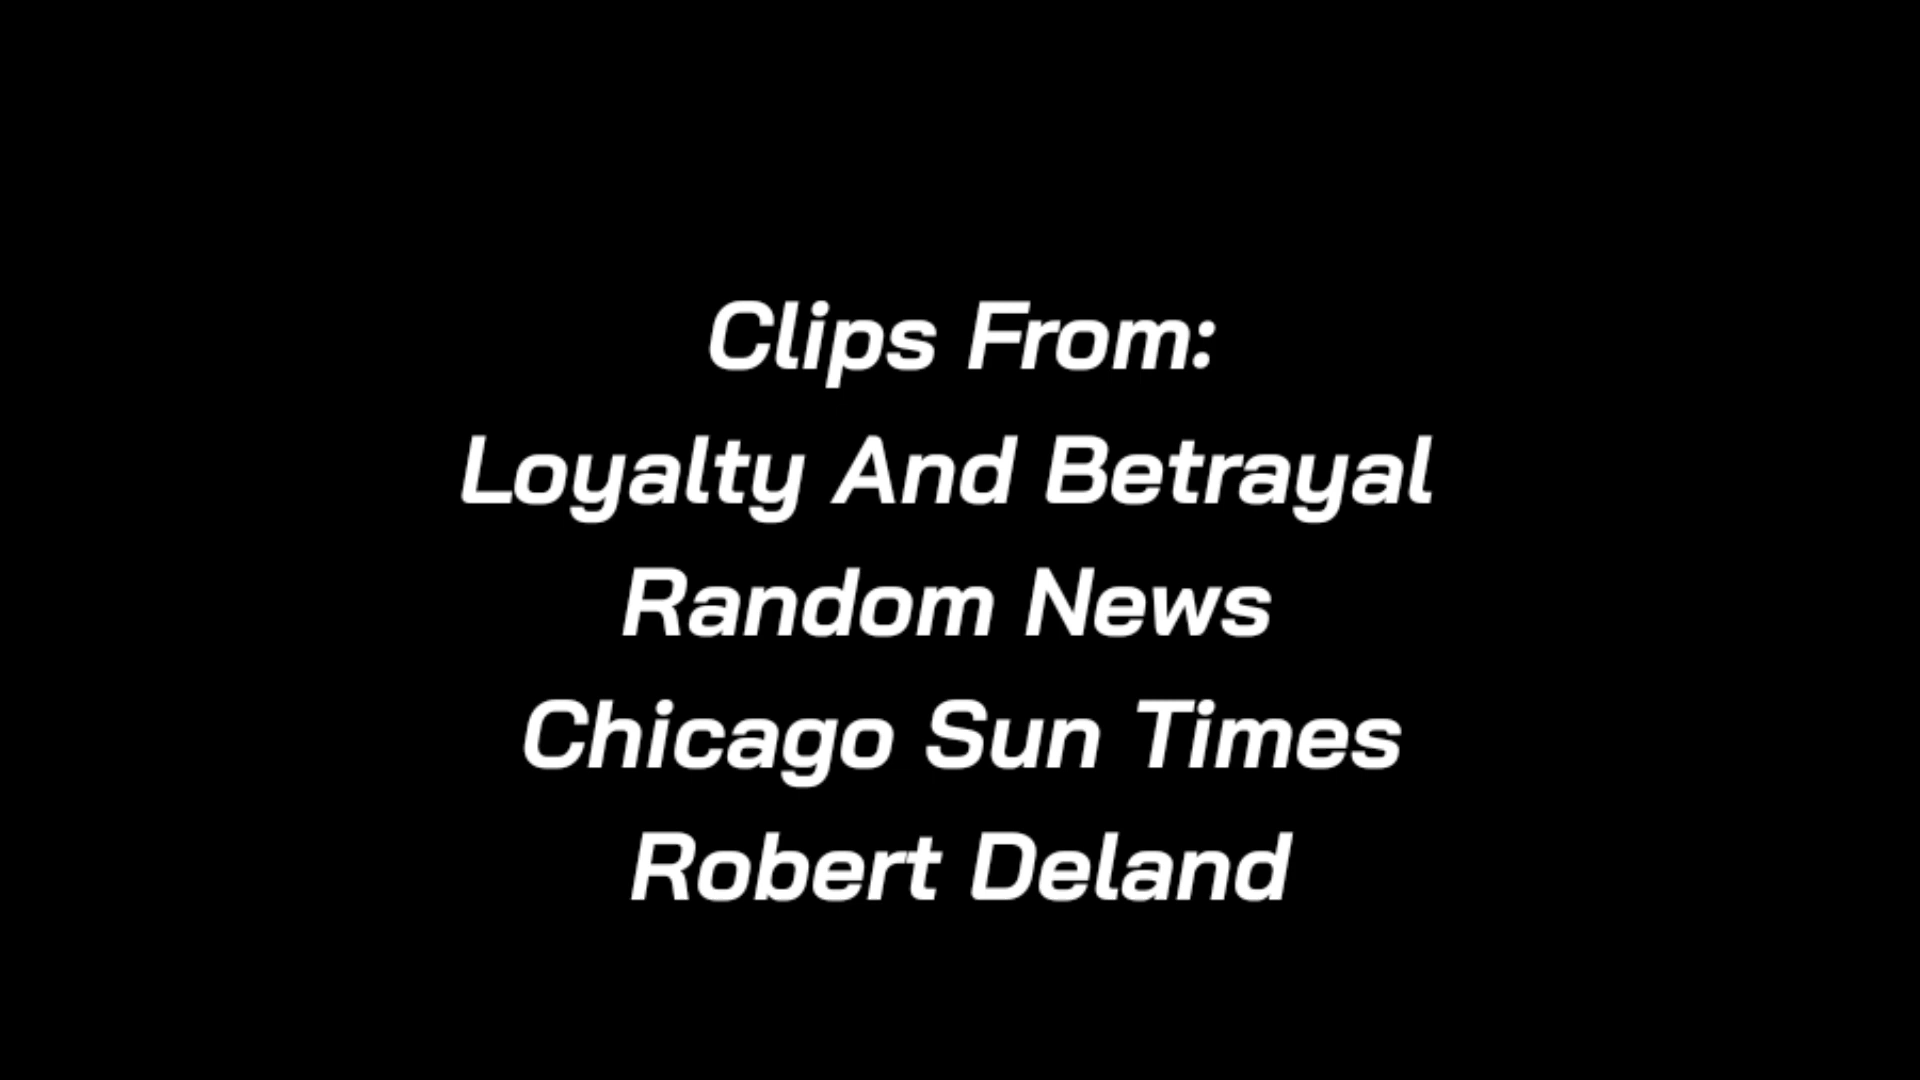 Clips From:
Loyalty And Betrayal
Random News
Chicago Sun Times
Robert Deland